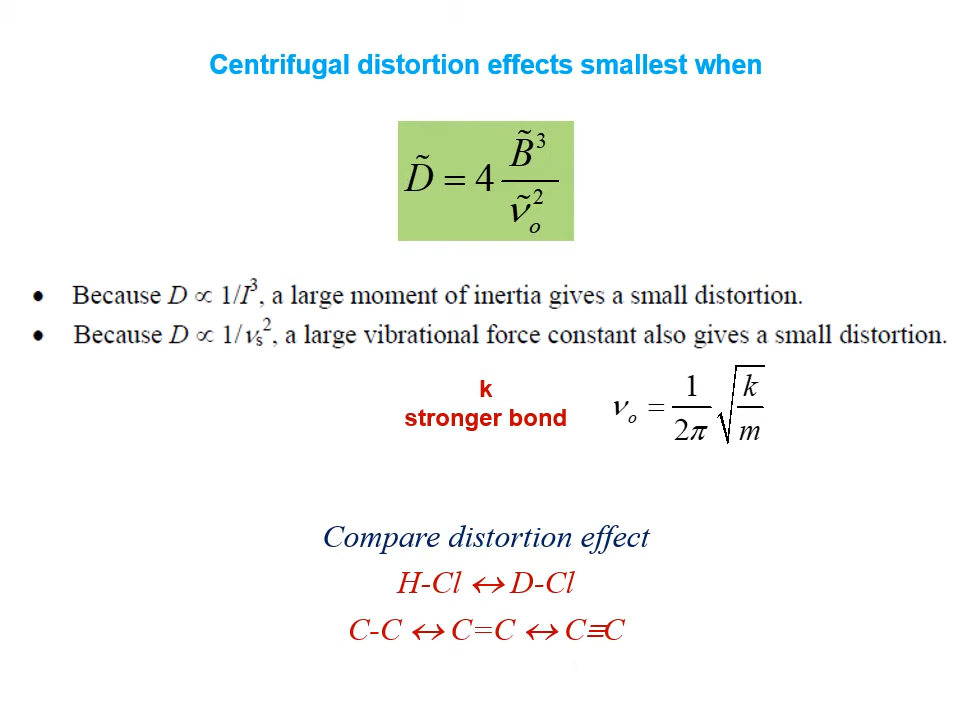 Centrifugal distortion effects smallest when
D̃ = 4 B̃³ / ν̃ₒ²
• Because D ∝ 1/I³, a large moment of inertia gives a small distortion.
• Because D ∝ 1/νₛ², a large vibrational force constant also gives a small distortion.
k
stronger bond
νₒ = 1/2π √(k/m)
Compare distortion effect
H-Cl ↔ D-Cl
C-C ↔ C=C ↔ C≡C